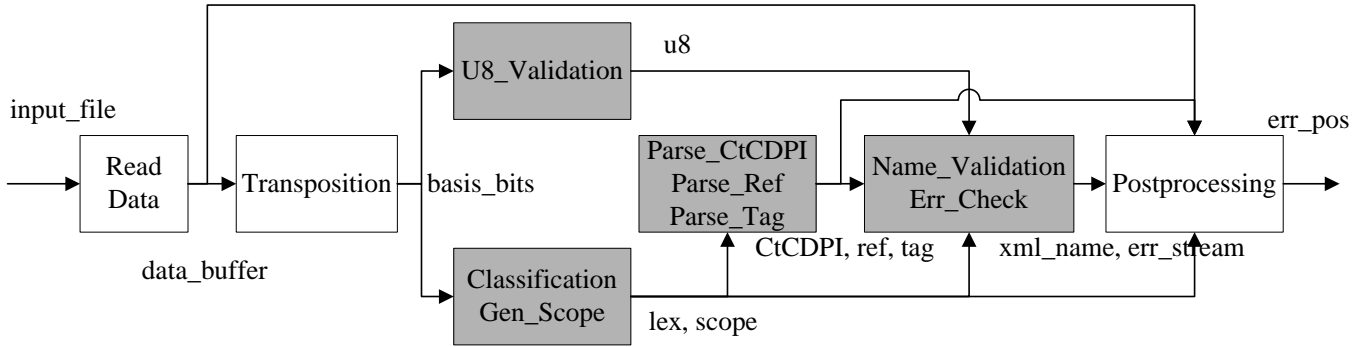 u8
U8_Validation
input_file
err_pos
Read
Data
Transposition
basis_bits
Parse_CtCDPI
Parse_Ref
Parse_Tag
Name_Validation
Err_Check
Postprocessing
CtCDPI, ref, tag
xml_name, err_stream
data_buffer
Classification
Gen_Scope
lex, scope